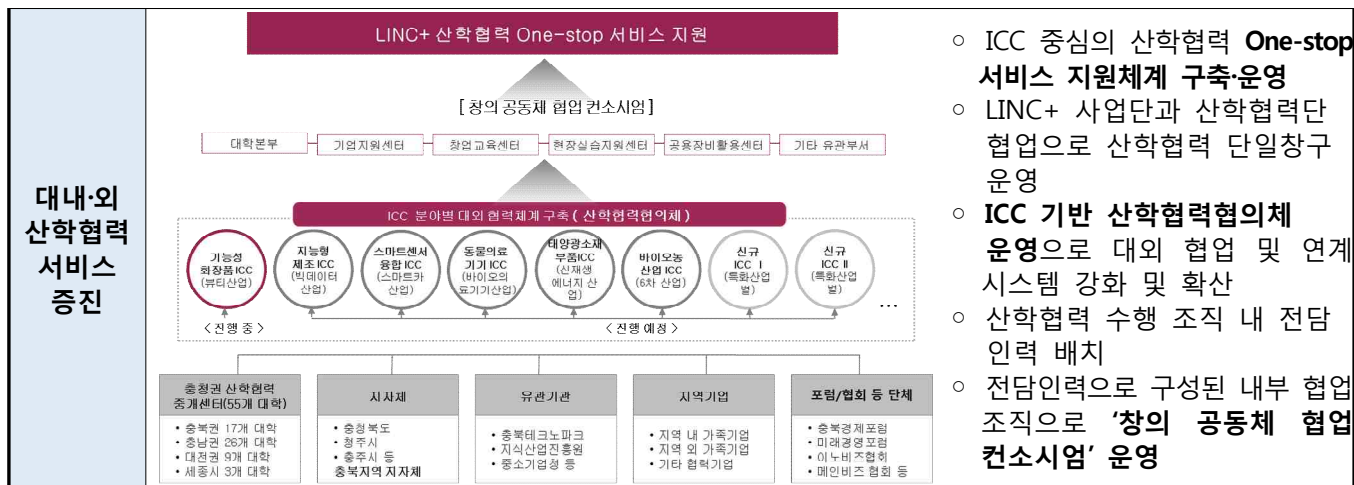 대내·외
산학협력
서비스
증진
LINC+ 산학협력 One-stop 서비스 지원
[ 창의 공동체 협업 컨소시엄 ]
대학본부
기업지원센터
창업교육센터
현장실습지원센터
공용장비활용센터
기타 유관부서
ICC 분야별 대외 협력체계 구축 ( 산학협력협의체 )
기능성
화장품 ICC
(뷰티산업)
지능형
제조 ICC
(빅데이터
산업)
스마트센서
융합 ICC
(스마트카
산업)
동물의료
기기 ICC
(바이오의
료기기산업)
태양광소재
부품ICC
(신재생
에너지 산
업)
바이오농
산업 ICC
(6차 산업)
신규
ICC Ⅰ
(특화산업
별)
신규
ICC Ⅱ
(특화산업
별)
...
< 진행 중 >
< 진행 예정 >
충청권 산학협력
중개센터(55개 대학)
• 충북권 17개 대학
• 충남권 26개 대학
• 대전권 9개 대학
• 세종시 3개 대학
지자체
• 충청북도
• 청주시
• 충주시 등
충북지역 지자체
유관기관
• 충북테크노파크
• 지식산업진흥원
• 중소기업청 등
지역기업
• 지역 내 가족기업
• 지역 외 가족기업
• 기타 협력기업
포럼/협회 등 단체
• 충북경제포럼
• 미래경영포럼
• 이노비즈협회
• 메인비즈 협회 등
○ ICC 중심의 산학협력 One-stop
서비스 지원체계 구축·운영
○ LINC+ 사업단과 산학협력단
협업으로 산학협력 단일창구
운영
○ ICC 기반 산학협력협의체
운영으로 대외 협업 및 연계
시스템 강화 및 확산
○ 산학협력 수행 조직 내 전담
인력 배치
○ 전담인력으로 구성된 내부 협업
조직으로 '창의 공동체 협업
컨소시엄' 운영